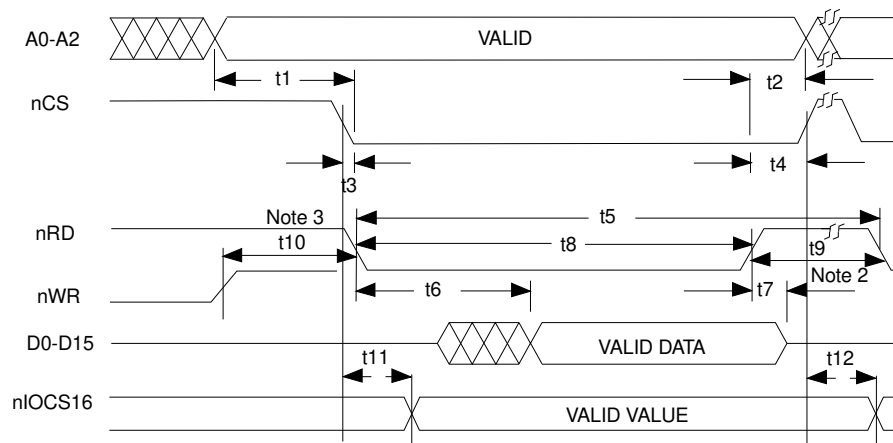 A0-A2
VALID
t1
t2
nCS
t3
t4
nRD
Note 3
t5
t10
t8
t9
nWR
t6
t7
Note 2
D0-D15
VALID DATA
t11
t12
nIOCS16
VALID VALUE